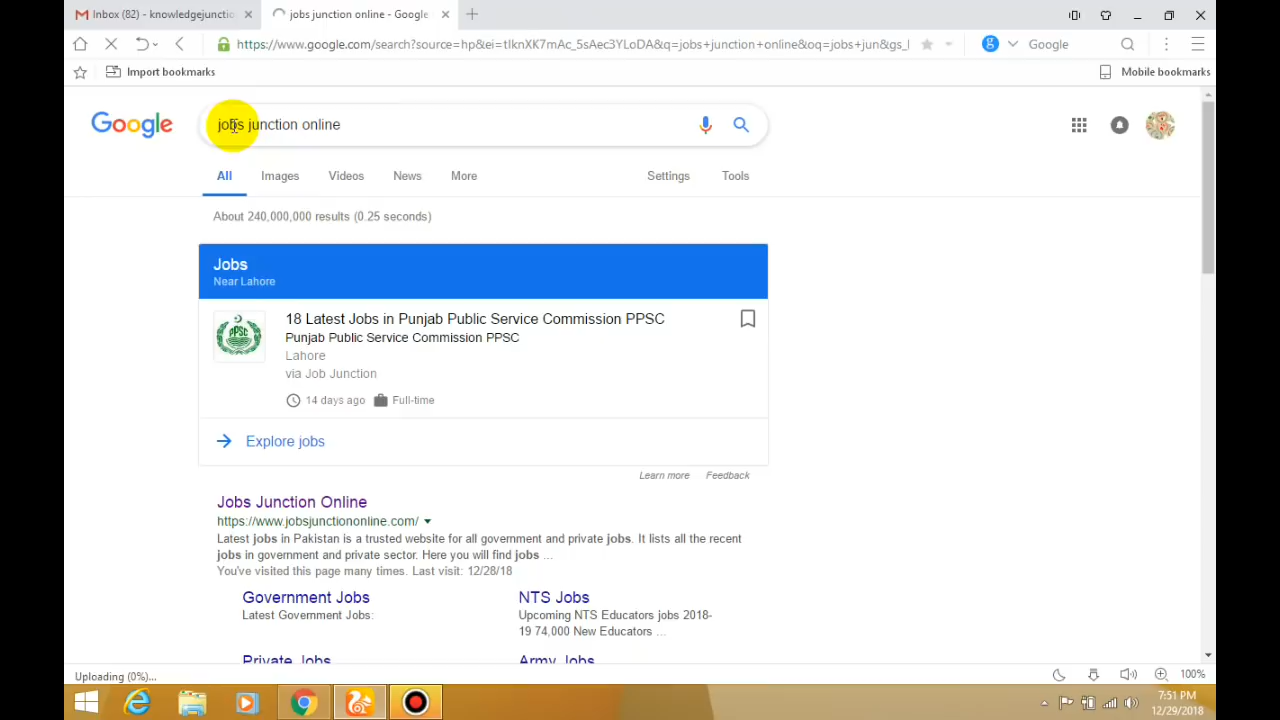 Inbox (82) - knowledgejunctio
jobs junction online - Google
https://www.google.com/search?source=hp&ei=tIknXK7mAc_5sAec3YLoDA&q=jobs+junction+online&oq=jobs+jun&gs_l
Google
Import bookmarks
Mobile bookmarks
Google
jobs junction online
All
Images
Videos
News
More
Settings
Tools
About 240,000,000 results (0.25 seconds)
Jobs
Near Lahore
18 Latest Jobs in Punjab Public Service Commission PPSC
Punjab Public Service Commission PPSC
Lahore
via Job Junction
14 days ago
Full-time
PPSC
Explore jobs
Learn more
Feedback
Jobs Junction Online
https://www.jobsjunctiononline.com/
Latest jobs in Pakistan is a trusted website for all government and private jobs. It lists all the recent
jobs in government and private sector. Here you will find jobs ...
You've visited this page many times. Last visit: 12/28/18
Government Jobs
Latest Government Jobs:
NTS Jobs
Upcoming NTS Educators jobs 2018-
19 74,000 New Educators ...
Private Jobs
Army Jobs
Uploading (0%)...
100%
7:51 PM
12/29/2018